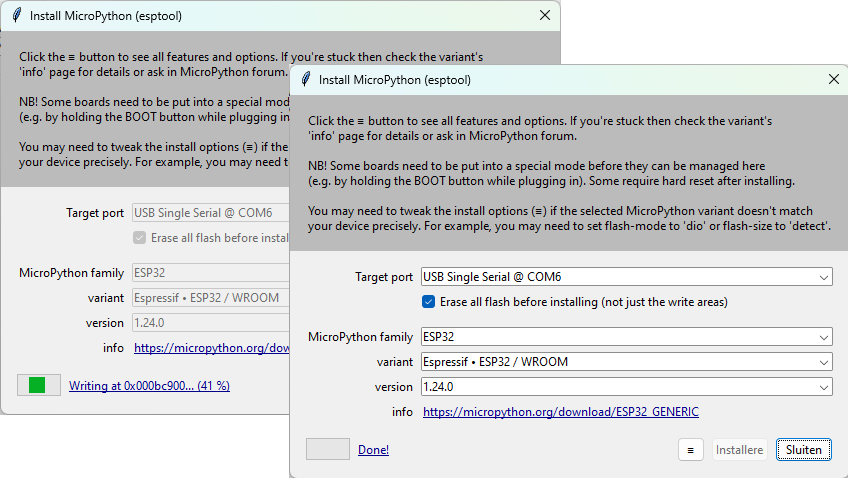 Install MicroPython (esptool)
Click the ≡ button to see all features and options. If you're stuck then check the variant's
'info' page for details or ask in MicroPython forum.
NB! Some boards need to be put into a special mod
(e.g. by holding the BOOT button while plugging in
You may need to tweak the install options (≡) if the
your device precisely. For example, you may need t
Target port
USB Single Serial @ COM6
Erase all flash before instal
MicroPython family
ESP32
variant
Espressif • ESP32 / WROOM
version
1.24.0
info
https://micropython.org/dow
Writing at 0x000bc900... (41 %)
Install MicroPython (esptool)
Click the ≡ button to see all features and options. If you're stuck then check the variant's
'info' page for details or ask in MicroPython forum.
NB! Some boards need to be put into a special mode before they can be managed here
(e.g. by holding the BOOT button while plugging in). Some require hard reset after installing.
You may need to tweak the install options (≡) if the selected MicroPython variant doesn't match
your device precisely. For example, you may need to set flash-mode to 'dio' or flash-size to 'detect'.
Target port
USB Single Serial @ COM6
Erase all flash before installing (not just the write areas)
MicroPython family
ESP32
variant
Espressif • ESP32 / WROOM
version
1.24.0
info
https://micropython.org/download/ESP32_GENERIC
Done!
≡
Installere
Sluiten